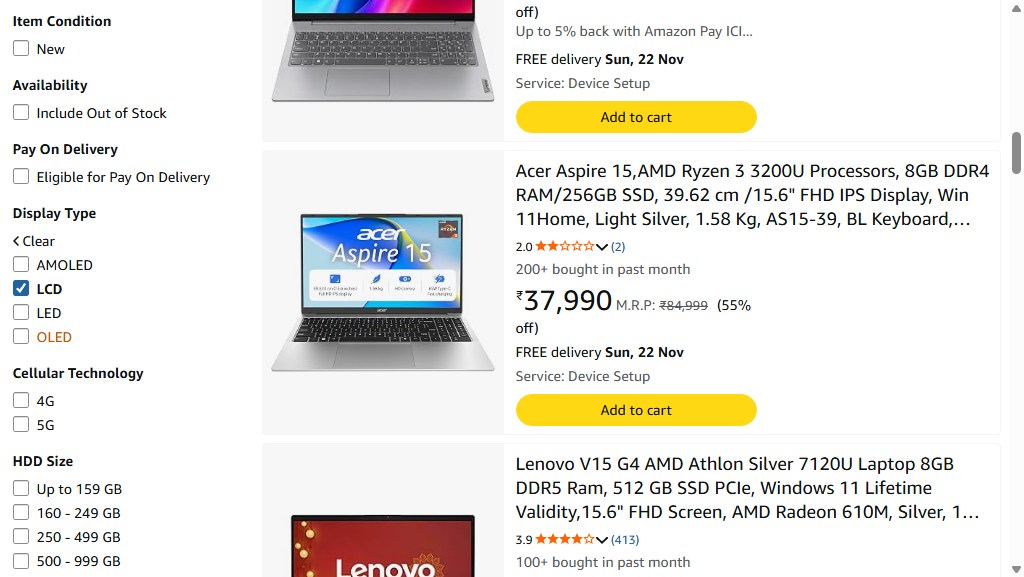 Item Condition
New
Availability
Include Out of Stock
Pay On Delivery
Eligible for Pay On Delivery
Display Type
Clear
AMOLED
LCD
LED
OLED
Cellular Technology
4G
5G
HDD Size
Up to 159 GB
160 - 249 GB
250 - 499 GB
500 - 999 GB
off)
Up to 5% back with Amazon Pay ICI...
FREE delivery Sun, 22 Nov
Service: Device Setup
Add to cart
acer
Aspire 15
acer
Acer Aspire 15,AMD Ryzen 3 3200U Processors, 8GB DDR4
RAM/256GB SSD, 39.62 cm /15.6" FHD IPS Display, Win
11Home, Light Silver, 1.58 Kg, AS15-39, BL Keyboard,...
2.0 (2)
200+ bought in past month
₹37,990 M.R.P: ₹84,999 (55%
off)
FREE delivery Sun, 22 Nov
Service: Device Setup
Add to cart
Lenovo
Lenovo V15 G4 AMD Athlon Silver 7120U Laptop 8GB
DDR5 Ram, 512 GB SSD PCIe, Windows 11 Lifetime
Validity,15.6" FHD Screen, AMD Radeon 610M, Silver, 1...
3.9 (413)
100+ bought in past month